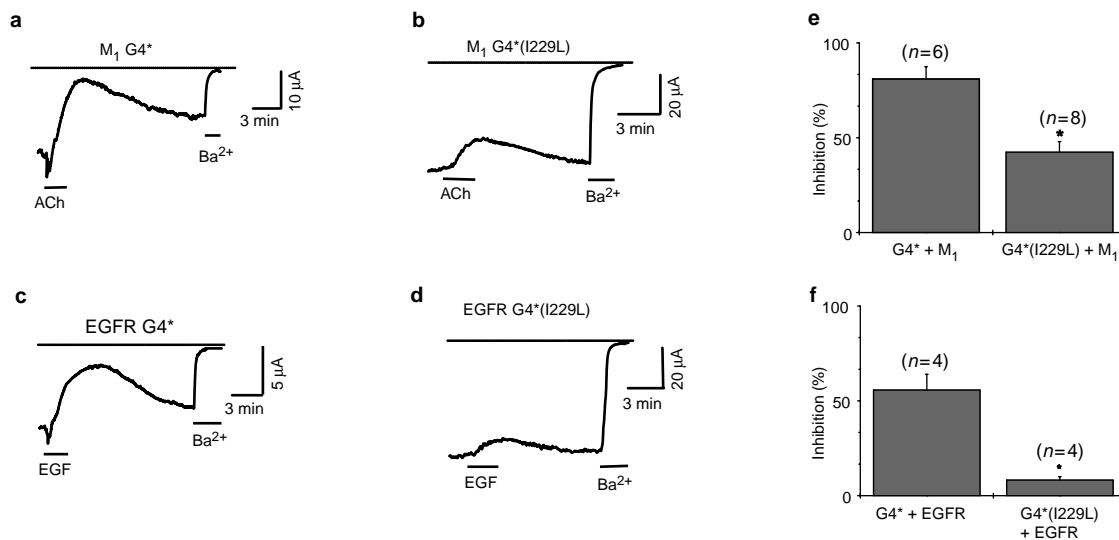 a
M₁ G4*
10 µA
3 min
Ba²⁺
ACh
b
M₁ G4*(I229L)
20 µA
3 min
ACh
Ba²⁺
c
EGFR G4*
5 µA
3 min
Ba²⁺
EGF
d
EGFR G4*(I229L)
20 µA
3 min
EGF
Ba²⁺
e
100
50
0
Inhibition (%)
(n=6)
(n=8)
*
G4* + M₁
G4*(I229L) + M₁
f
100
50
0
Inhibition (%)
(n=4)
(n=4)
*
G4* + EGFR
G4*(I229L)
+ EGFR